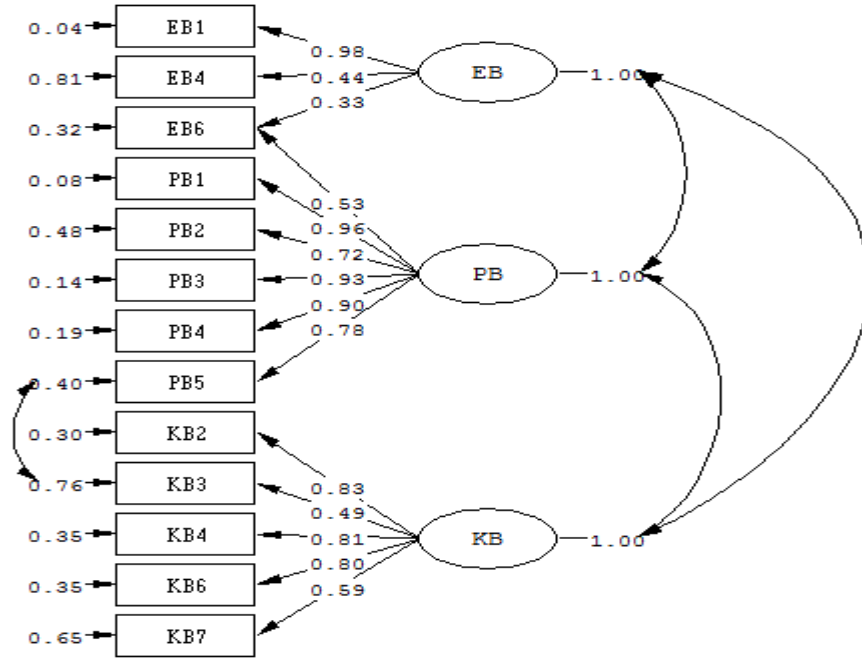 0.04 EB1
0.98
0.81 EB4 0.44 EB 1.00
0.33
0.32 EB6
0.08 PB1
0.53
0.96
0.48 PB2
0.72
0.14 PB3 0.93 PB 1.00
0.90
0.19 PB4
0.78
0.40 PB5
0.30 KB2
0.83
0.76 KB3
0.49
0.35 KB4 0.81 KB 1.00
0.80
0.35 KB6
0.59
0.65 KB7